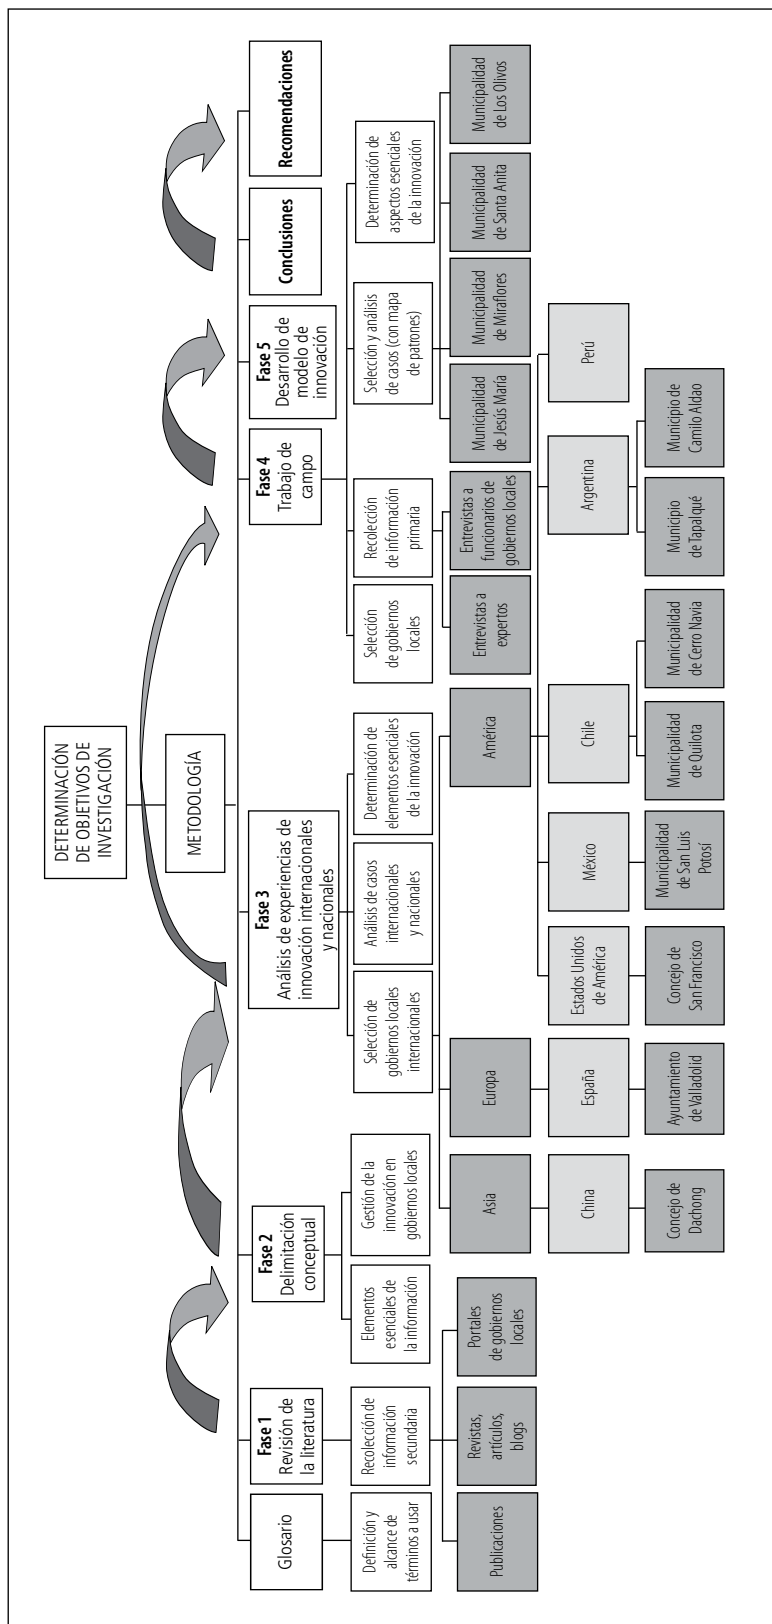 DETERMINACIÓN
DE OBJETIVOS DE
INVESTIGACIÓN
METODOLOGÍA
Glosario
Fase 1
Revisión de
la literatura
Fase 2
Delimitación
conceptual
Fase 3
Análisis de experiencias de
innovación internacionales
y nacionales
Fase 4
Trabajo de
campo
Fase 5
Desarrollo de
modelo de
innovación
Conclusiones
Recomendaciones
Definición y
alcance de
términos a usar
Recolección de
información
secundaria
Elementos
esenciales de
la información
Gestión de la
innovación en
gobiernos locales
Selección de
gobiernos locales
internacionales
Análisis de casos
internacionales
y nacionales
Determinación de
elementos esenciales
de la innovación
Selección
de gobiernos
locales
Recolección
de información
primaria
Selección y análisis
de casos (con mapa
de patrones)
Determinación de
aspectos esenciales
de la innovación
Publicaciones
Revistas,
artículos,
blogs
Portales
de gobiernos
locales
Asia
Europa
América
Entrevistas a
expertos
Entrevistas a
funcionarios de
gobiernos locales
Municipalidad
de Jesús María
Municipalidad
de Miraflores
Municipalidad
de Santa Anita
Municipalidad
de Los Olivos
China
España
Estados Unidos
de América
México
Chile
Argentina
Perú
Concejo de
Dachong
Ayuntamiento
de Valladolid
Concejo de
San Francisco
Municipalidad
de San Luis
Potosí
Municipalidad
de Quilota
Municipalidad
de Cerro Navia
Municipio
de Tapalqué
Municipio de
Camilo Aldao